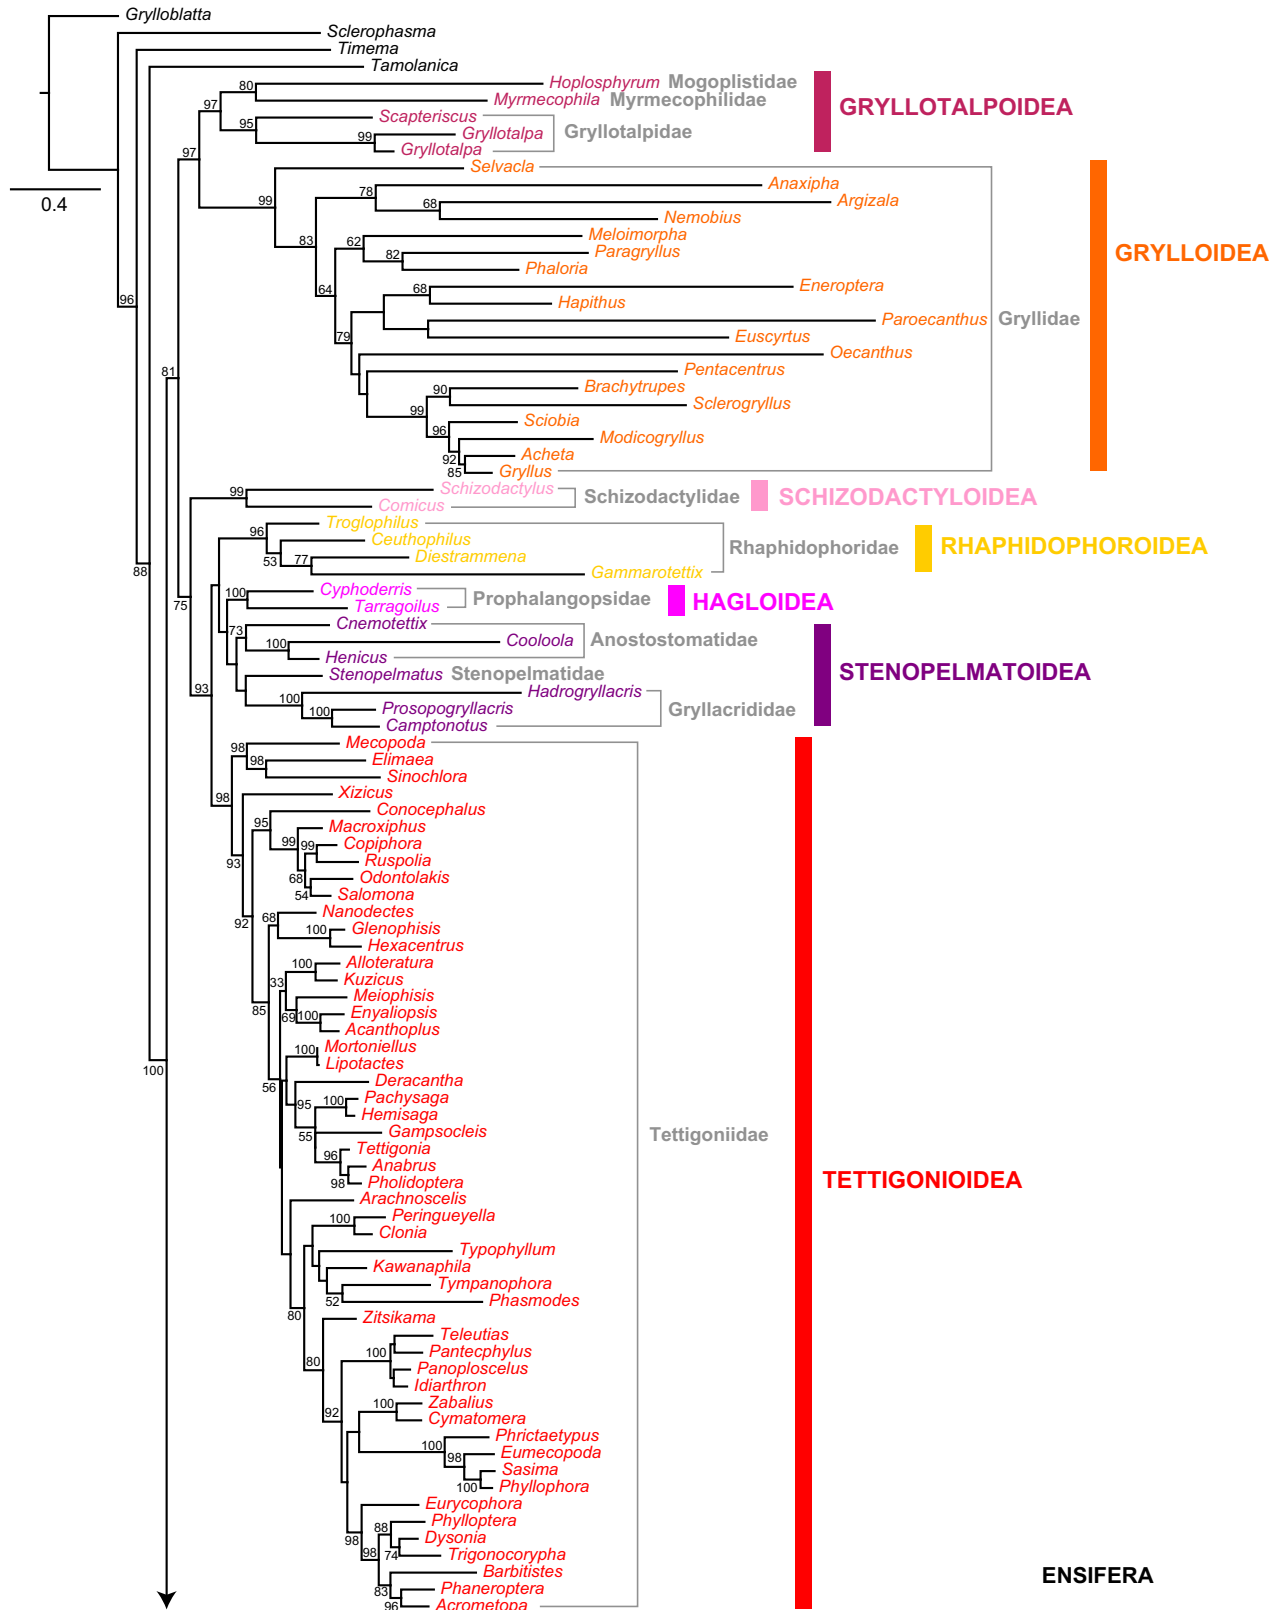 Grylloblatta
Sclerophasma
Timema
Tamolanica
80 Hoplosphyrum Mogoplistidae
97 Myrmecophila Myrmecophilidae
GRYLLOTALPOIDEA
95 Scapteriscus
99 Gryllotalpa Gryllotalpidae
97 Gryllotalpa
Selvacla
0.4
78 Anaxipha
99 68 Argizala
Nemobius
83 62 Meloimorpha
82 Paragryllus
GRYLLOIDEA
Phaloria
64 68 Eneroptera
96 Hapithus
Paroecanthus Gryllidae
79 Euscyrtus
Oecanthus
81 Pentacentrus
90 Brachytrupes
99 Sclerogryllus
96 Sciobia
Modicogryllus
92 Acheta
85 Gryllus
99 Schizodactylus
Schizodactylidae SCHIZODACTYLOIDEA
Comicus
96 Troglophilus
Ceuthophilus
Rhaphidophoridae RHAPHIDOPHOROIDEA
53 77 Diestrammena
88 Gammarotettix
100 Cyphoderris
Prophalangopsidae HAGLOIDEA
75 Tarragoilus
73 Cnemotettix
100 Cooloola Anostostomatidae
Henicus
93 Stenopelmatus Stenopelmatidae
STENOPELMATOIDEA
100 Hadrogryllacris
100 Prosopogryllacris Gryllacrididae
Camptonotus
98 Mecopoda
98 Elimaea
Sinochlora
98 Xizicus
95 Conocephalus
99 Macroxiphus
99 Copiphora
93 Ruspolia
68 Odontolakis
54 Salomona
92 68 Nanodectes
100 Glenophisis
Hexacentrus
100 Alloteratura
33 Kuzicus
Meiophisis
85 69 100 Enyaliopsis
Acanthoplus
100 Mortoniellus
100 Lipotactes
56 Deracantha
95 100 Pachysaga
Hemisaga
55 Gampsocleis Tettigoniidae
96 Tettigonia
Anabrus
98 Pholidoptera
TETTIGONIOIDEA
Arachnoscelis
100 Peringueyella
Clonia
Typophyllum
Kawanaphila
Tympanophora
52 Phasmodes
80 Zitsikama
Teleutias
100 Pantecphylus
80 Panoploscelus
Idiarthron
100 Zabalius
92 Cymatomera
100 Phrictaetypus
98 Eumecopoda
Sasima
100 Phyllophora
Eurycophora
88 Phylloptera
98 Dysonia
98 74 Trigonocorypha
Barbitistes
ENSIFERA
83 Phaneroptera
96 Acrometopa